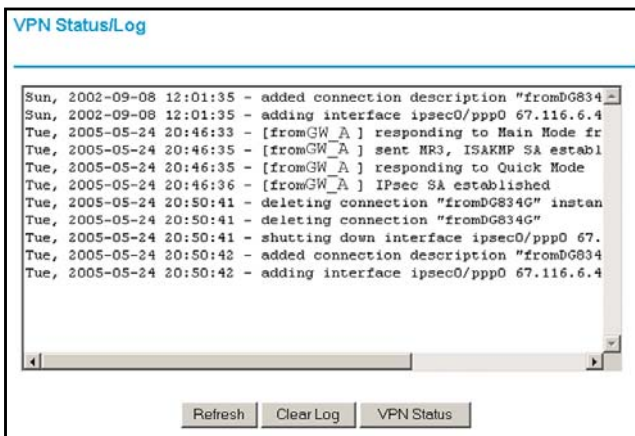 VPN Status/Log
Sun, 2002-09-08 12:01:35 - added connection description "fromDG834
Sun, 2002-09-08 12:01:35 - adding interface ipsec0/ppp0 67.116.6.4
Tue, 2005-05-24 20:46:33 - [fromGW_A ] responding to Main Mode fr
Tue, 2005-05-24 20:46:35 - [fromGW_A ] sent MR3, ISAKMP SA establ
Tue, 2005-05-24 20:46:35 - [fromGW_A ] responding to Quick Mode
Tue, 2005-05-24 20:46:36 - [fromGW_A ] IPsec SA established
Tue, 2005-05-24 20:50:41 - deleting connection "fromDG834G" instan
Tue, 2005-05-24 20:50:41 - deleting connection "fromDG834G"
Tue, 2005-05-24 20:50:41 - shutting down interface ipsec0/ppp0 67.
Tue, 2005-05-24 20:50:42 - added connection description "fromDG834
Tue, 2005-05-24 20:50:42 - adding interface ipsec0/ppp0 67.116.6.4
Refresh Clear Log VPN Status